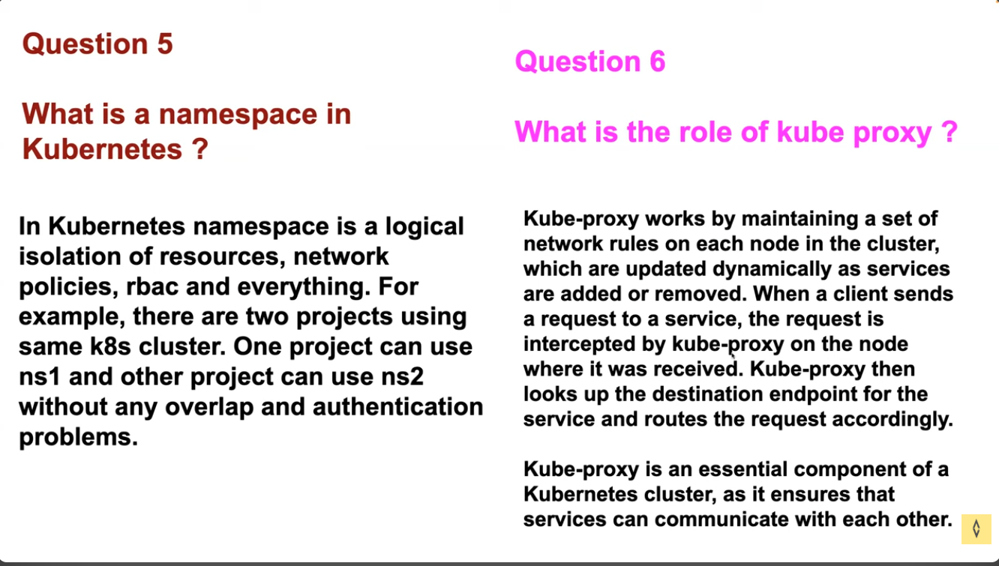 Question 5
What is a namespace in
Kubernetes ?
In Kubernetes namespace is a logical
isolation of resources, network
policies, rbac and everything. For
example, there are two projects using
same k8s cluster. One project can use
ns1 and other project can use ns2
without any overlap and authentication
problems.
Question 6
What is the role of kube proxy ?
Kube-proxy works by maintaining a set of
network rules on each node in the cluster,
which are updated dynamically as services
are added or removed. When a client sends
a request to a service, the request is
intercepted by kube-proxy on the node
where it was received. Kube-proxy then
looks up the destination endpoint for the
service and routes the request accordingly.
Kube-proxy is an essential component of a
Kubernetes cluster, as it ensures that
services can communicate with each other.